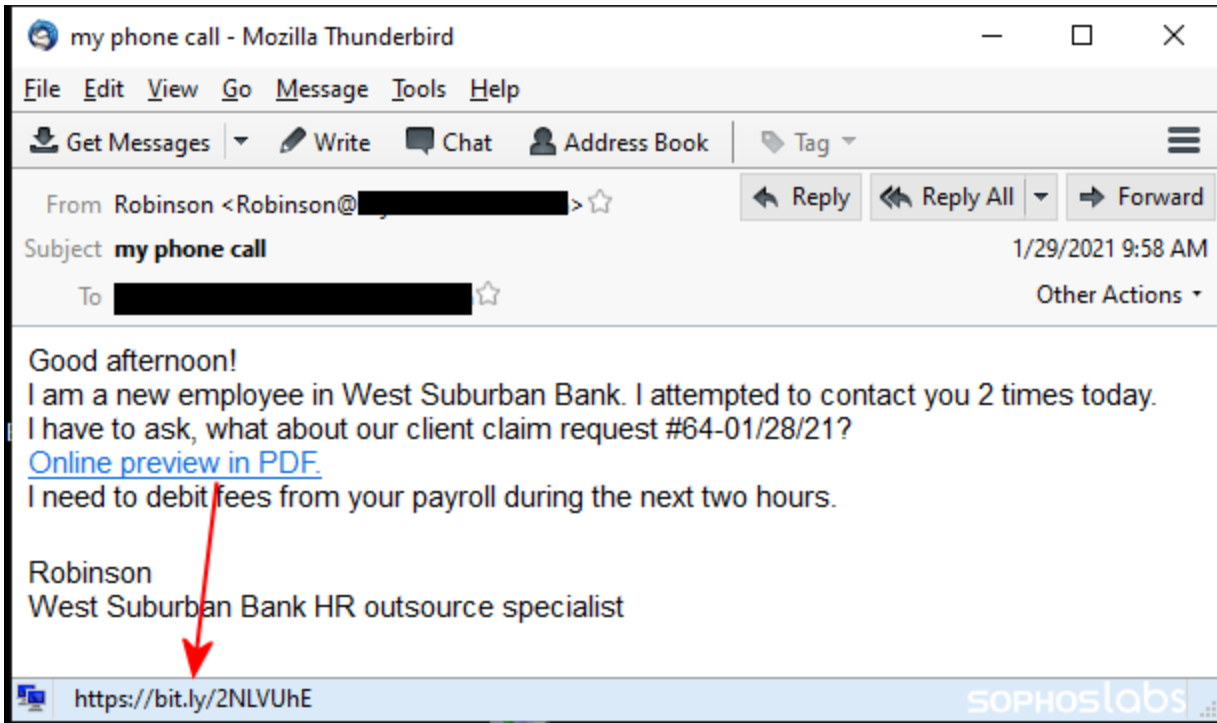 my phone call - Mozilla Thunderbird
File Edit View Go Message Tools Help
Get Messages Write Chat Address Book Tag
From Robinson <Robinson@ > Reply Reply All Forward
Subject my phone call 1/29/2021 9:58 AM
To Other Actions
Good afternoon!
I am a new employee in West Suburban Bank. I attempted to contact you 2 times today.
I have to ask, what about our client claim request #64-01/28/21?
Online preview in PDF.
I need to debit fees from your payroll during the next two hours.
Robinson
West Suburban Bank HR outsource specialist
https://bit.ly/2NLVUhE
SOPHOSlabs